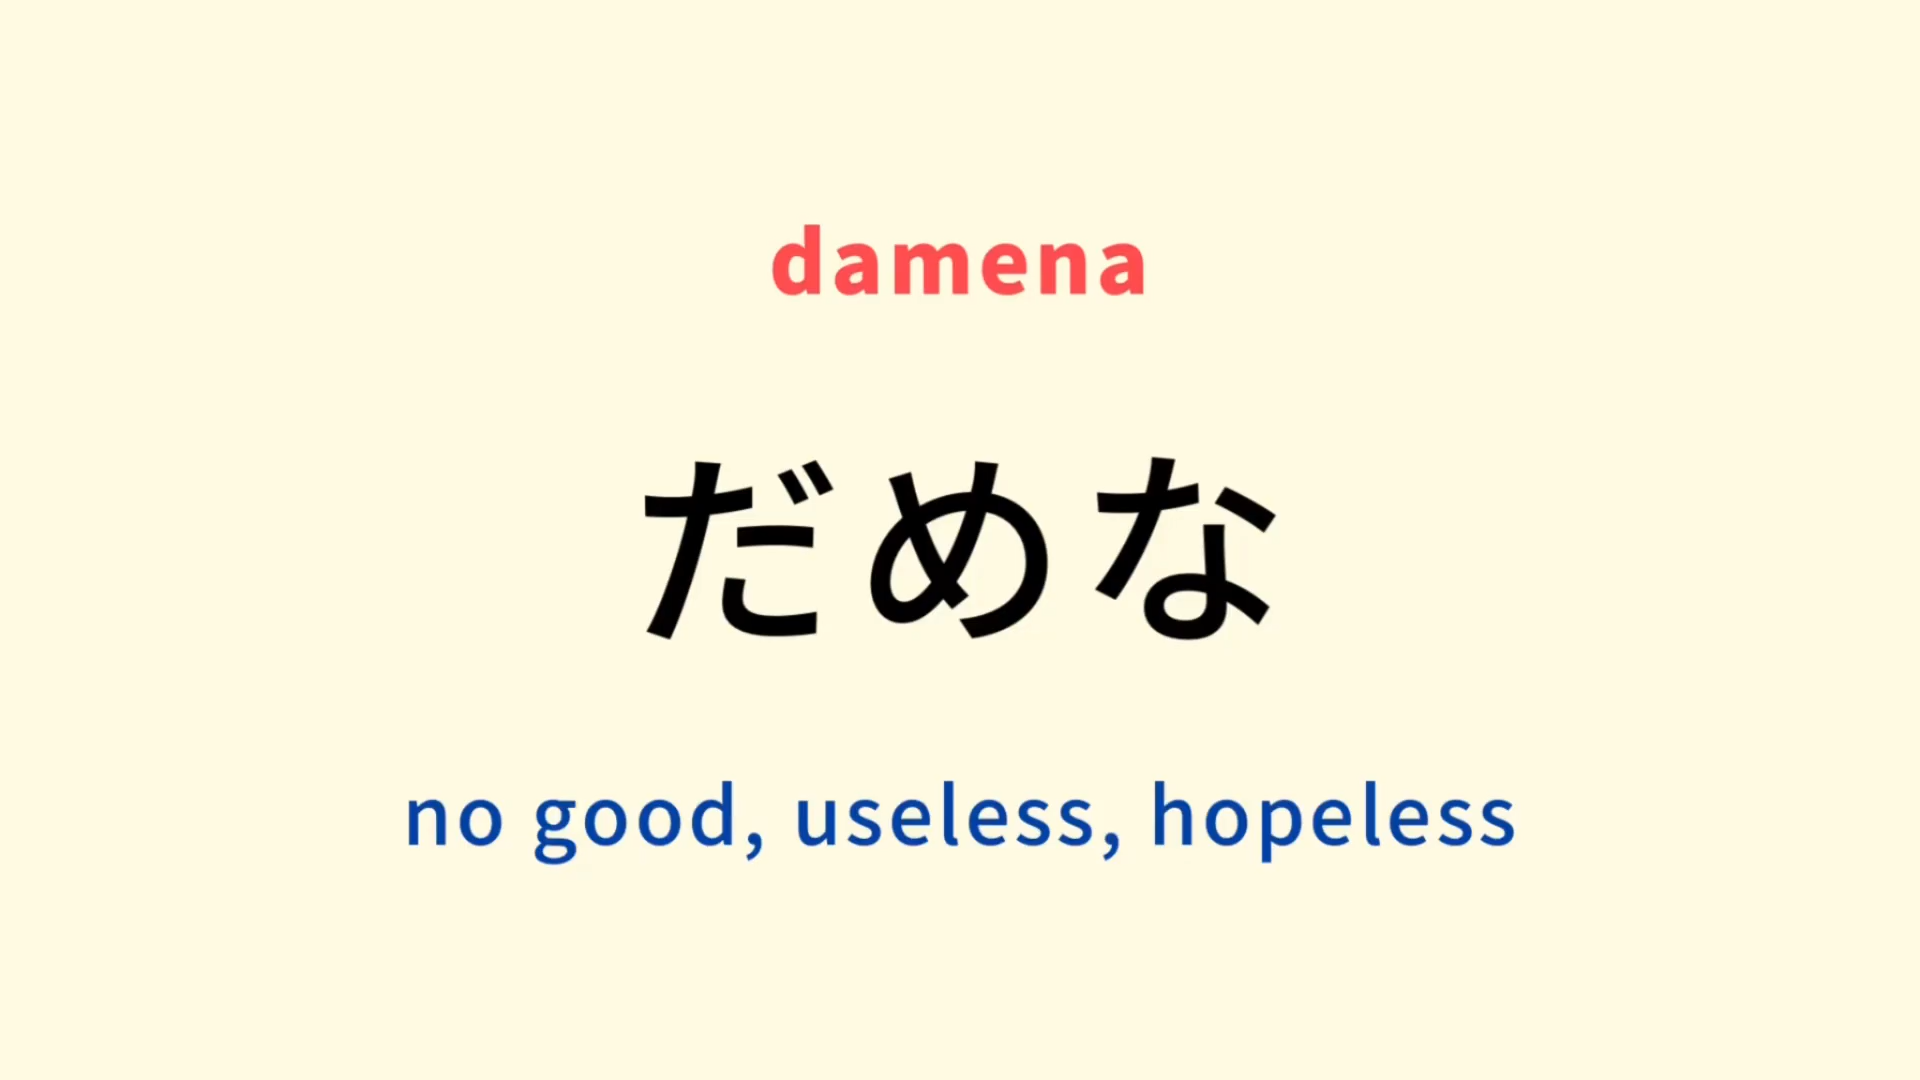 damena
だめな
no good, useless, hopeless